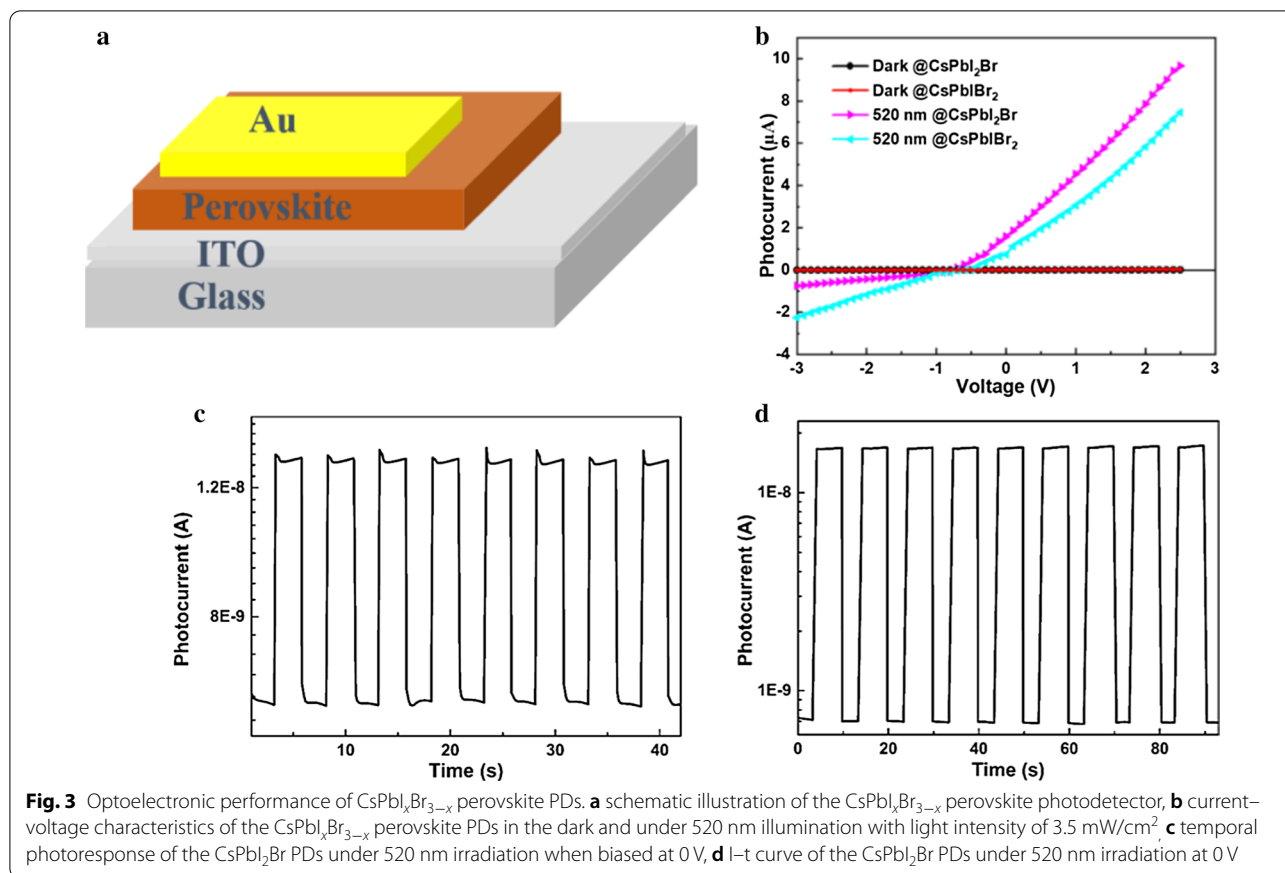 a
Au
Perovskite
ITO
Glass
b
Dark @CsPbI₂Br
Dark @CsPbIBr₂
520 nm @CsPbI₂Br
520 nm @CsPbIBr₂
Photocurrent (μA)
10
8
6
4
2
0
-2
-4
-3 -2 -1 0 1 2 3
Voltage (V)
c
Photocurrent (A)
1.2E-8
8E-9
10 20 30 40
Time (s)
d
Photocurrent (A)
1E-8
1E-9
0 20 40 60 80
Time (s)
Fig. 3 Optoelectronic performance of CsPbIₓBr₃₋ₓ perovskite PDs. a schematic illustration of the CsPbIₓBr₃₋ₓ perovskite photodetector, b current–
voltage characteristics of the CsPbIₓBr₃₋ₓ perovskite PDs in the dark and under 520 nm illumination with light intensity of 3.5 mW/cm², c temporal
photoresponse of the CsPbI₂Br PDs under 520 nm irradiation when biased at 0 V, d I–t curve of the CsPbI₂Br PDs under 520 nm irradiation at 0 V